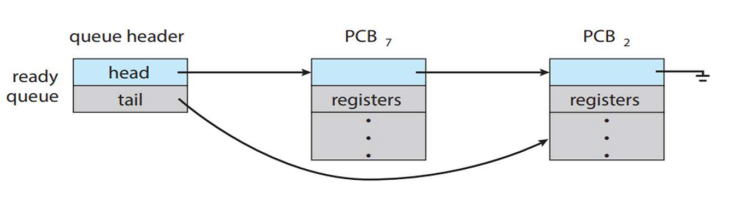 queue header
PCB 7
PCB 2
ready
queue
head
tail
registers
registers